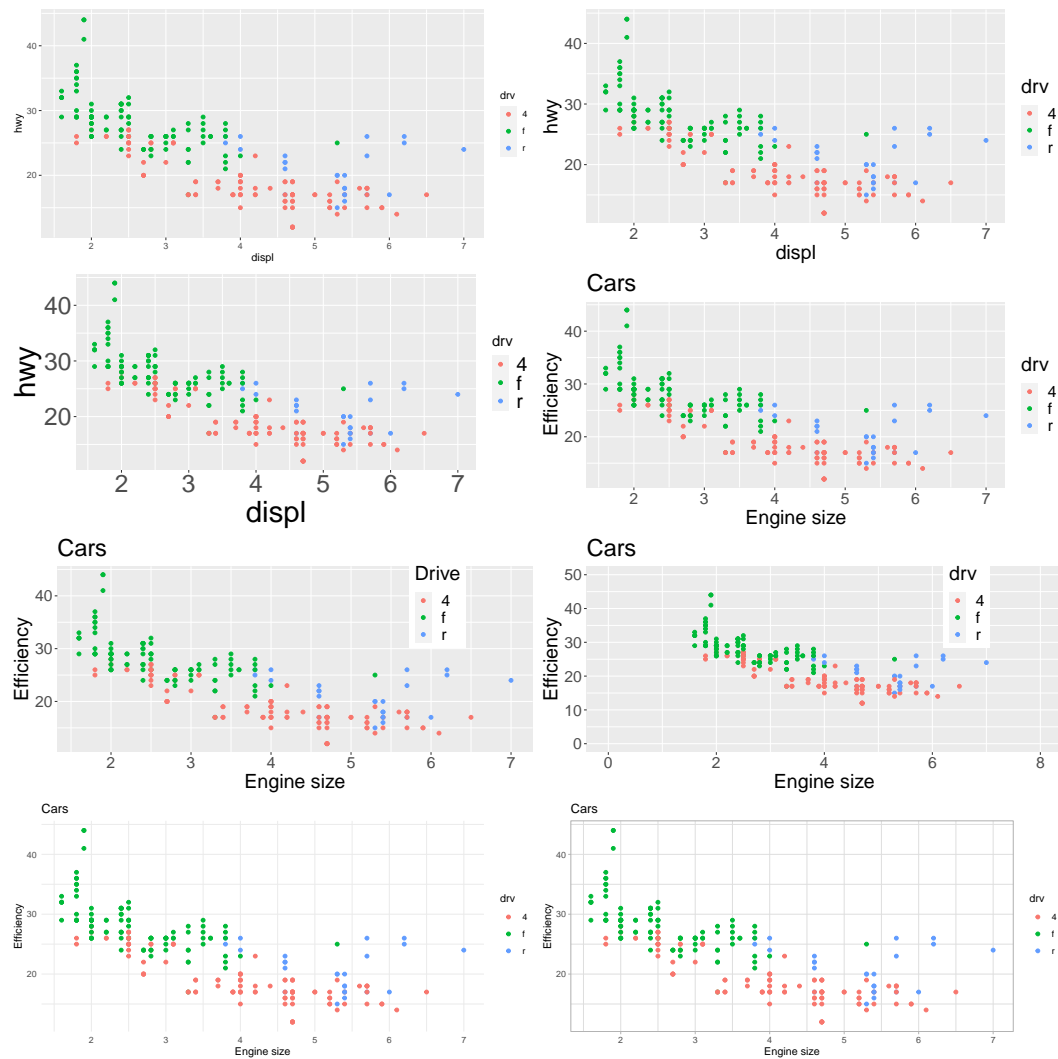 40
30
20
hwy
2 3 4 5 6 7
displ
drv
4
f
r
40
30
20
hwy
2 3 4 5 6 7
displ
drv
4
f
r
40
30
20
hwy
2 3 4 5 6 7
displ
drv
4
f
r
Cars
40
30
20
Efficiency
2 3 4 5 6 7
Engine size
drv
4
f
r
Cars
40
30
20
Efficiency
2 3 4 5 6 7
Engine size
Drive
4
f
r
Cars
50
40
30
20
10
0
Efficiency
0 2 4 6 8
Engine size
drv
4
f
r
Cars
40
30
20
Efficiency
2 3 4 5 6 7
Engine size
drv
4
f
r
Cars
40
30
20
Efficiency
2 3 4 5 6 7
Engine size
drv
4
f
r